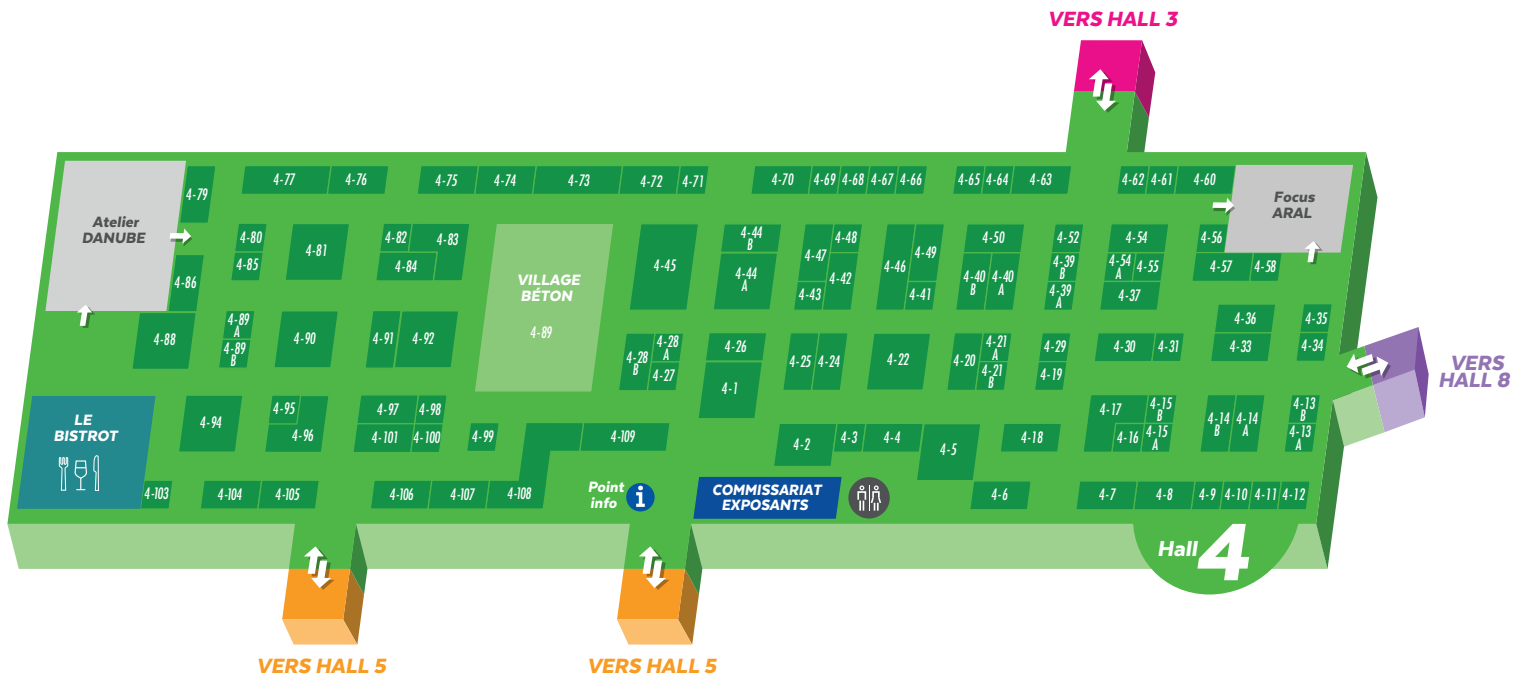 VERS HALL 3
4-79
4-77
4-76
4-75
4-74
4-73
4-72
4-71
4-70
4-69
4-68
4-67
4-66
4-65
4-64
4-63
4-62
4-61
4-60
Focus
ARAL
Atelier
DANUBE
4-80
4-85
4-81
4-82
4-83
4-84
4-86
VILLAGE
BÉTON
4-89
4-45
4-44
B
4-44
A
4-47
4-48
4-43
4-42
4-46
4-49
4-41
4-50
4-40
B
4-40
A
4-52
4-39
B
4-39
A
4-54
4-54
A
4-55
4-37
4-56
4-57
4-58
4-88
4-89
A
4-89
B
4-90
4-91
4-92
4-28
B
4-28
A
4-27
4-26
4-1
4-25
4-24
4-22
4-20
4-21
A
4-21
B
4-29
4-19
4-30
4-31
4-36
4-33
4-35
4-34
VERS
HALL 8
LE
BISTROT
4-94
4-95
4-96
4-97
4-98
4-101
4-100
4-99
4-109
4-2
4-3
4-4
4-5
4-18
4-17
4-16
4-15
B
4-15
A
4-14
B
4-14
A
4-13
B
4-13
A
4-103
4-104
4-105
4-106
4-107
4-108
Point
info
i
COMMISSARIAT
EXPOSANTS
4-6
4-7
4-8
4-9
4-10
4-11
4-12
Hall 4
VERS HALL 5
VERS HALL 5